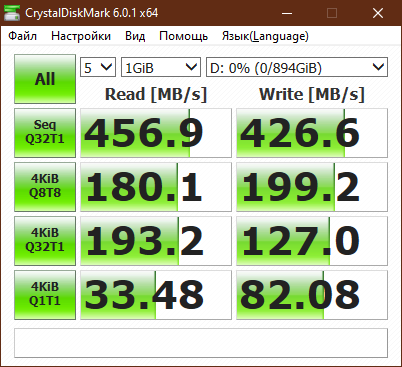 CrystalDiskMark 6.0.1 x64
Файл Настройки Вид Помощь Язык(Language)
All 5 1GiB D: 0% (0/894GiB)
Read [MB/s] Write [MB/s]
Seq
Q32T1 456.9 426.6
4KiB
Q8T8 180.1 199.2
4KiB
Q32T1 193.2 127.0
4KiB
Q1T1 33.48 82.08